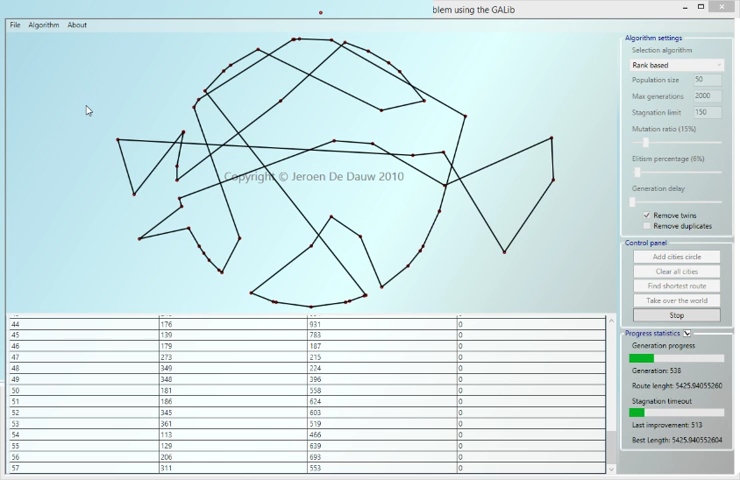 blem using the GALib
File Algorithm About
Algorithm settings
Selection algorithm
Rank based
Population size 50
Max generations 2000
Stagnation limit 150
Mutation ratio (15%)
Elitism percentage (6%)
Generation delay
Remove twins
Remove duplicates
Copyright © Jeroen De Dauw 2010
Control panel
Add cities circle
Clear all cities
Find shortest route
Take over the world
Stop
44 176 931 0
45 139 783 0
46 179 187 0
47 273 215 0
48 349 224 0
49 348 396 0
50 181 558 0
51 186 624 0
52 345 603 0
53 361 519 0
54 113 466 0
55 129 639 0
56 206 693 0
57 311 553 0
Progress statistics
Generation progress
Generation: 538
Route lenght: 5425.94055260
Stagnation timeout
Last improvement: 513
Best Length: 5425.940552604